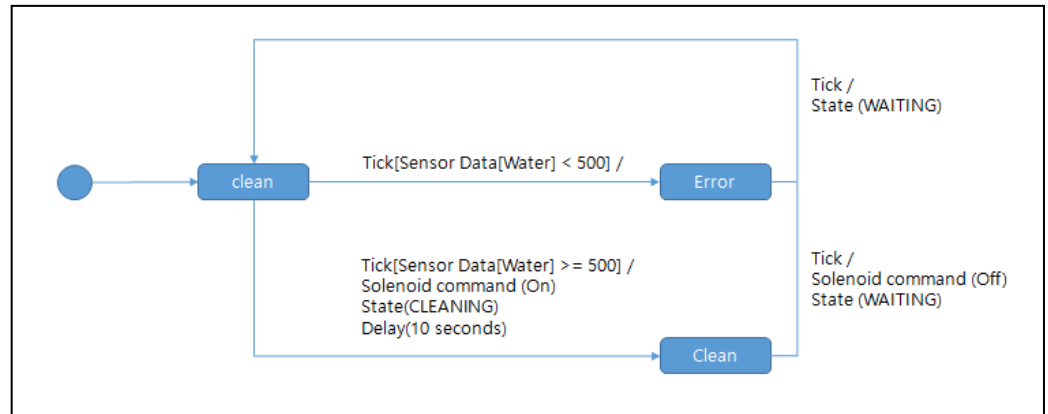 Tick /
State (WAITING)
Tick[Sensor Data[Water] < 500] /
clean
Error
Tick[Sensor Data[Water] >= 500] /
Solenoid command (On)
State(CLEANING)
Delay(10 seconds)
Tick /
Solenoid command (Off)
State (WAITING)
Clean